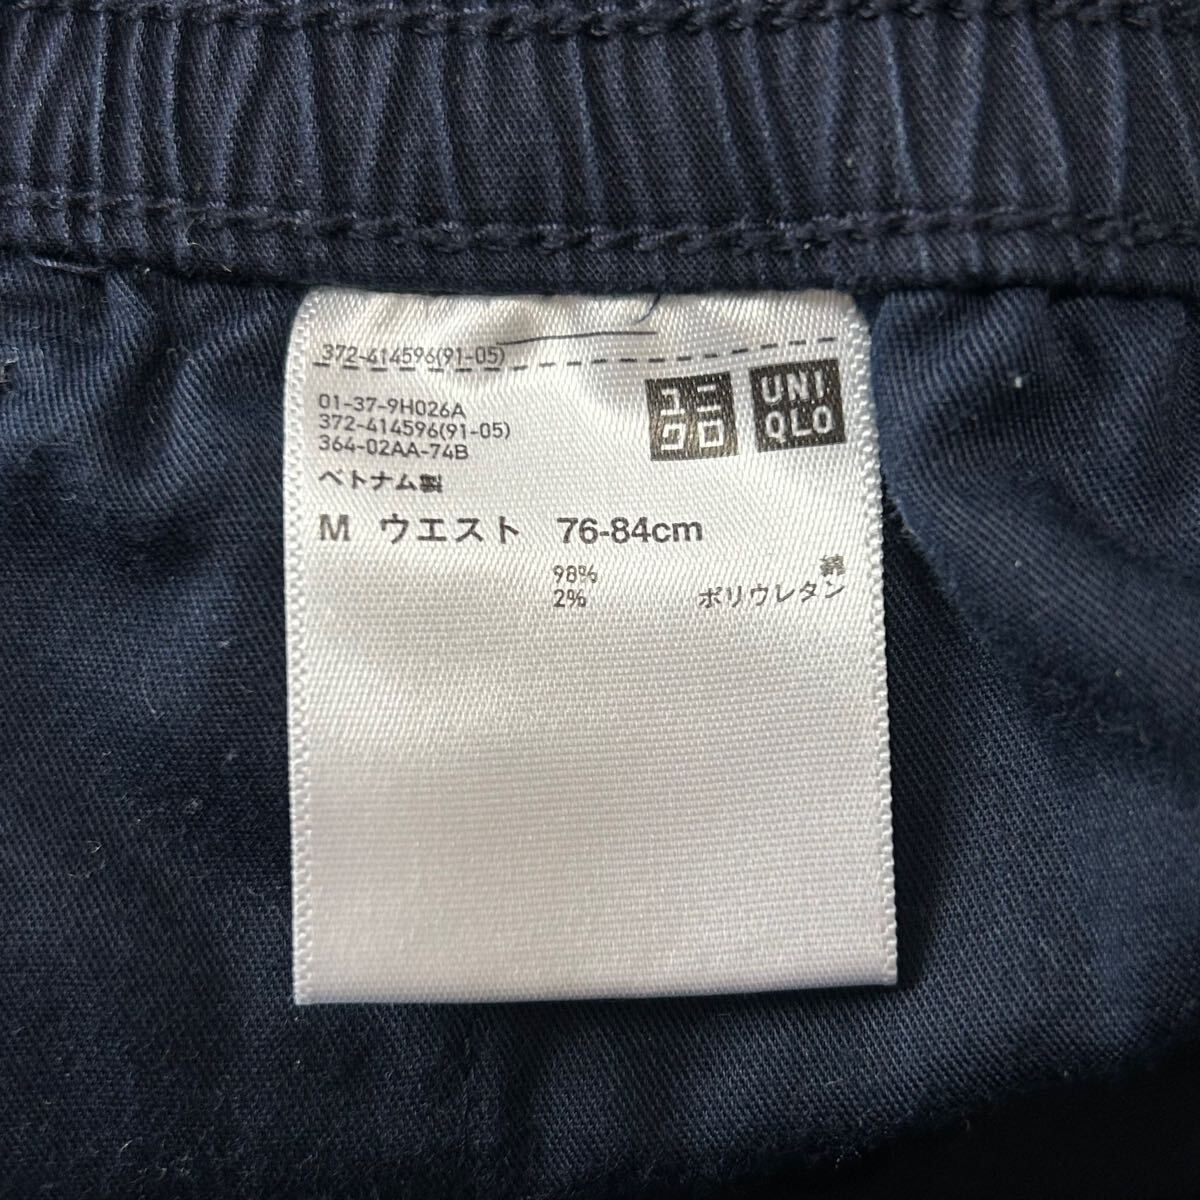 372-414596(91-05)
01-37-9H026A
372-414596(91-05)
364-02AA-74B
ユニ
クロ
UNI
QLO
ベトナム製
M ウエスト 76-84cm
98% 綿
2% ポリウレタン